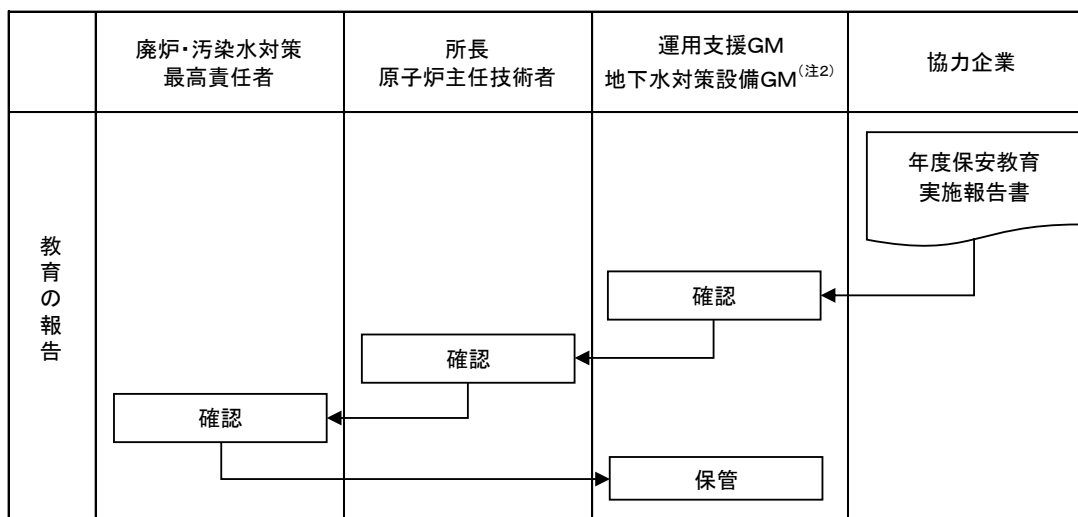 廃炉・汚染水対策
最高責任者
所長
原子炉主任技術者
運用支援GM
地下水対策設備GM(注2)
協力企業
教育の報告
年度保安教育
実施報告書
確認
確認
確認
保管